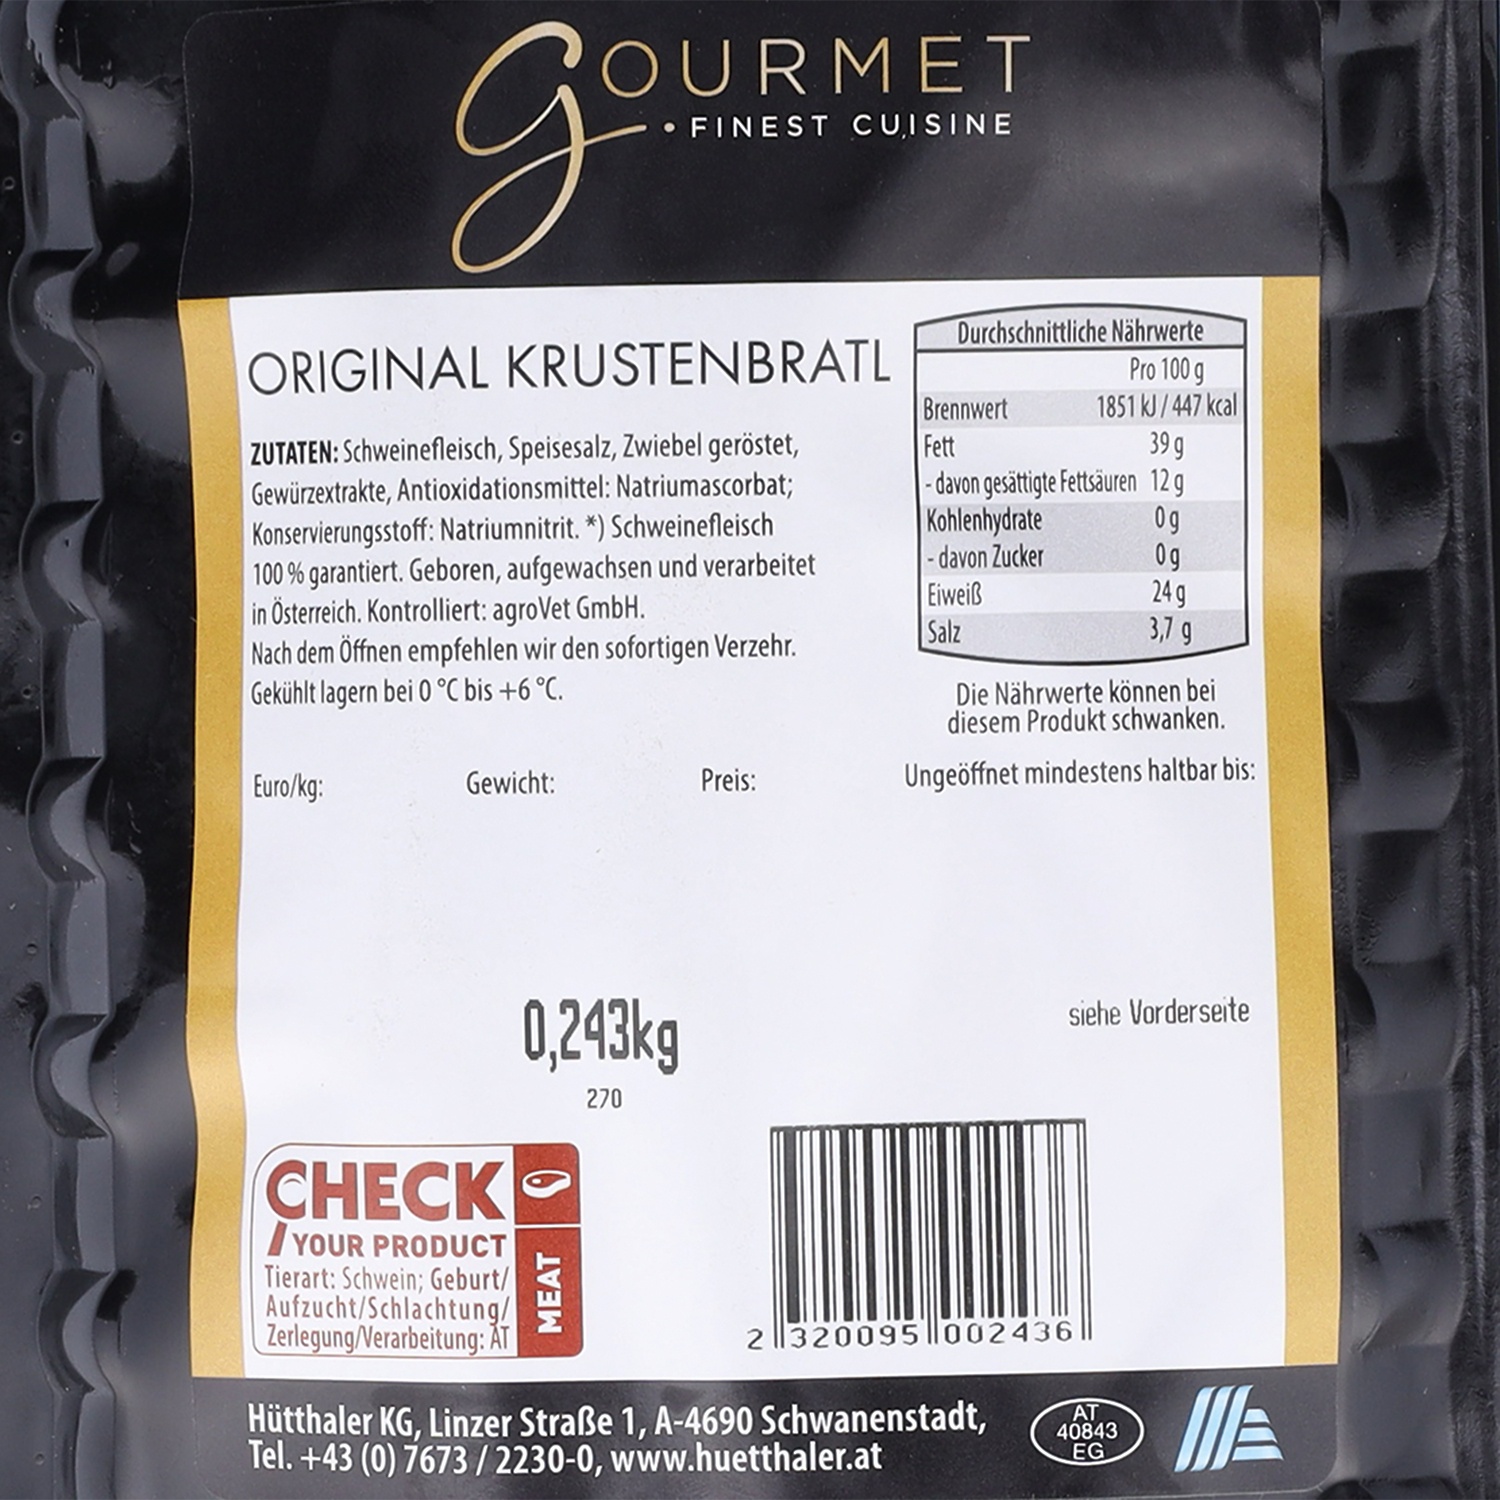 GOURMET
• FINEST CUISINE
ORIGINAL KRUSTENBRATL
ZUTATEN: Schweinefleisch, Speisesalz, Zwiebel geröstet,
Gewürzextrakte, Antioxidationsmittel: Natriumascorbat;
Konservierungsstoff: Natriumnitrit. *) Schweinefleisch
100 % garantiert. Geboren, aufgewachsen und verarbeitet
in Österreich. Kontrolliert: agroVet GmbH.
Nach dem Öffnen empfehlen wir den sofortigen Verzehr.
Gekühlt lagern bei 0 °C bis +6 °C.
Durchschnittliche Nährwerte
Pro 100 g
Brennwert 1851 kJ / 447 kcal
Fett 39 g
- davon gesättigte Fettsäuren 12 g
Kohlenhydrate 0 g
- davon Zucker 0 g
Eiweiß 24 g
Salz 3,7 g
Die Nährwerte können bei
diesem Produkt schwanken.
Euro/kg: Gewicht: Preis: Ungeöffnet mindestens haltbar bis:
0,243kg
siehe Vorderseite
270
CHECK
YOUR PRODUCT
MEAT
Tierart: Schwein; Geburt/
Aufzucht/Schlachtung/
Zerlegung/Verarbeitung: AT
2 320095 002436
Hütthaler KG, Linzer Straße 1, A-4690 Schwanenstadt,
Tel. +43 (0) 7673 / 2230-0, www.huetthaler.at
AT
40843
EG